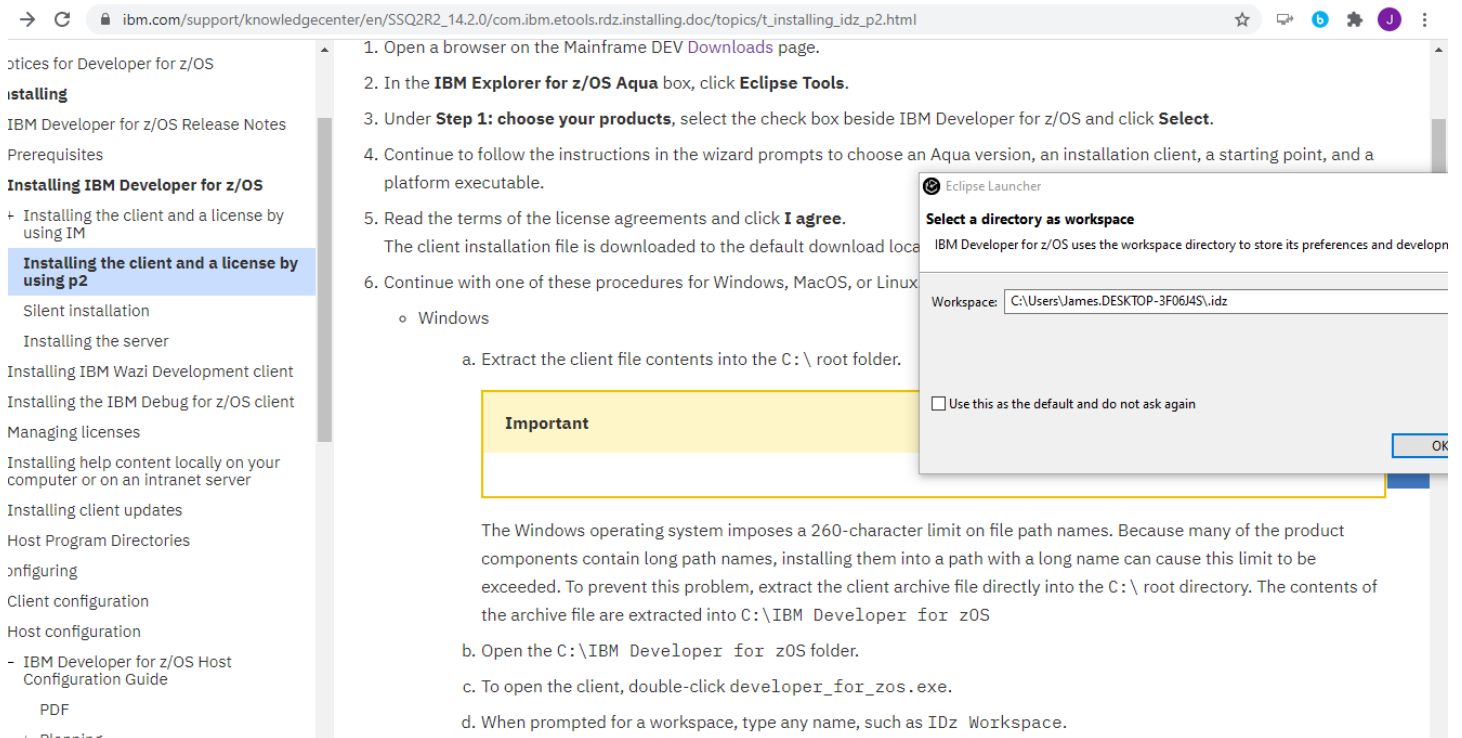 ibm.com/support/knowledgecenter/en/SSQ2R2_14.2.0/com.ibm.etools.rdz.installing.doc/topics/t_installing_idz_p2.html
b
J
otices for Developer for z/OS
nstalling
IBM Developer for z/OS Release Notes
Prerequisites
Installing IBM Developer for z/OS
+ Installing the client and a license by
using IM
Installing the client and a license by
using p2
Silent installation
Installing the server
Installing IBM Wazi Development client
Installing the IBM Debug for z/OS client
Managing licenses
Installing help content locally on your
computer or on an intranet server
Installing client updates
Host Program Directories
onfiguring
Client configuration
Host configuration
– IBM Developer for z/OS Host
Configuration Guide
PDF
+ Planning
1. Open a browser on the Mainframe DEV Downloads page.
2. In the IBM Explorer for z/OS Aqua box, click Eclipse Tools.
3. Under Step 1: choose your products, select the check box beside IBM Developer for z/OS and click Select.
4. Continue to follow the instructions in the wizard prompts to choose an Aqua version, an installation client, a starting point, and a
platform executable.
5. Read the terms of the license agreements and click I agree.
The client installation file is downloaded to the default download loca
6. Continue with one of these procedures for Windows, MacOS, or Linux
Windows
a. Extract the client file contents into the C:\ root folder.
Important
The Windows operating system imposes a 260-character limit on file path names. Because many of the product
components contain long path names, installing them into a path with a long name can cause this limit to be
exceeded. To prevent this problem, extract the client archive file directly into the C:\ root directory. The contents of
the archive file are extracted into C:\IBM Developer for zOS
b. Open the C:\IBM Developer for zOS folder.
c. To open the client, double-click developer_for_zos.exe.
d. When prompted for a workspace, type any name, such as IDz Workspace.
Eclipse Launcher
Select a directory as workspace
IBM Developer for z/OS uses the workspace directory to store its preferences and developn
Workspace: C:\Users\James.DESKTOP-3F06J4S\.idz
Use this as the default and do not ask again
OK